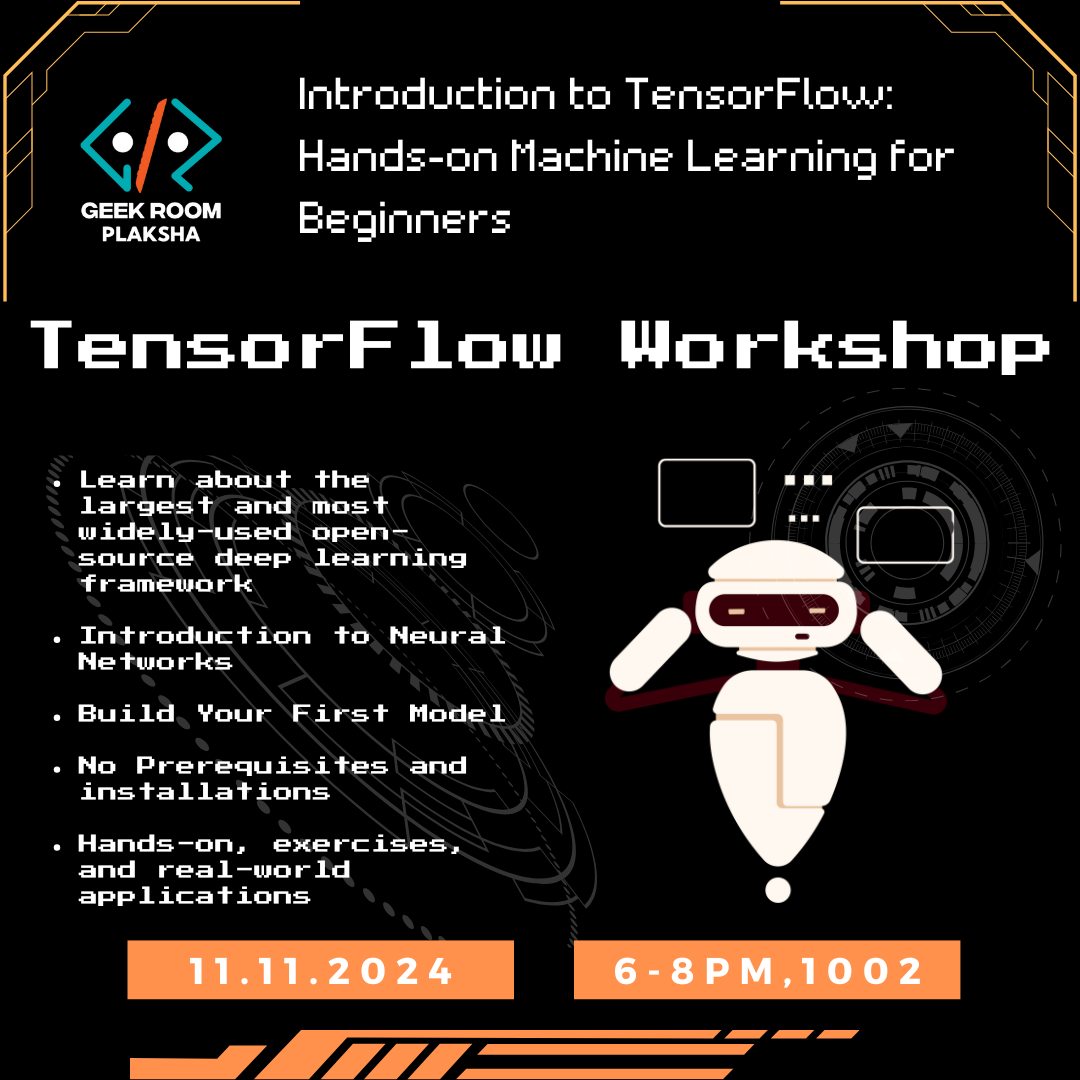 Introduction to TensorFlow:
Hands-on Machine Learning for
Beginners
GEEK ROOM
PLAKSHA
TensorFlow Workshop
• Learn about the
largest and most
widely-used open-
source deep learning
framework
• Introduction to Neural
Networks
• Build Your First Model
• No Prerequisites and
installations
• Hands-on, exercises,
and real-world
applications
11.11.2024
6-8PM,1002